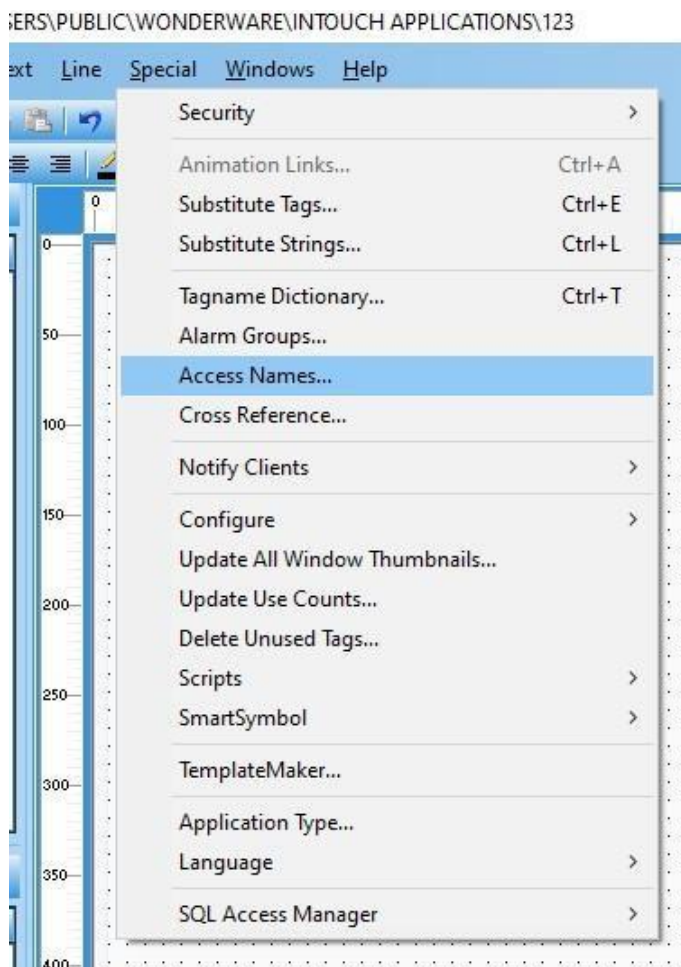 ERS\PUBLIC\WONDERWARE\INTOUCH APPLICATIONS\123
ext Line Special Windows Help
Security
Animation Links... Ctrl+A
Substitute Tags... Ctrl+E
Substitute Strings... Ctrl+L
Tagname Dictionary... Ctrl+T
Alarm Groups...
Access Names...
Cross Reference...
Notify Clients
Configure
Update All Window Thumbnails...
Update Use Counts...
Delete Unused Tags...
Scripts
SmartSymbol
TemplateMaker...
Application Type...
Language
SQL Access Manager
0
0
50
100
150
200
250
300
350
400